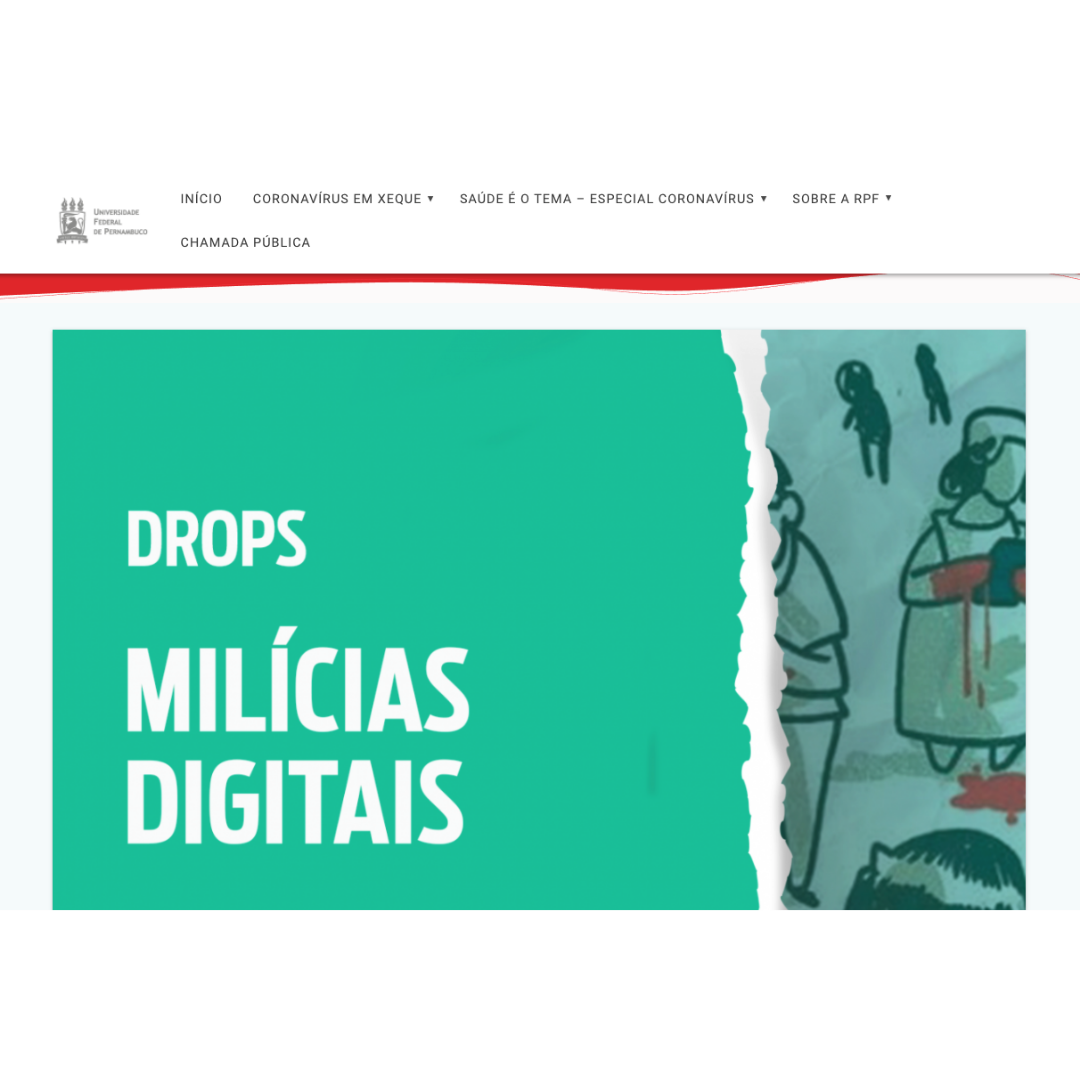 UNIVERSIDADE
FEDERAL
DE PERNAMBUCO
INÍCIO CORONAVÍRUS EM XEQUE ▼ SAÚDE É O TEMA – ESPECIAL CORONAVÍRUS ▼ SOBRE A RPF ▼
CHAMADA PÚBLICA
DROPS
MILÍCIAS
DIGITAIS